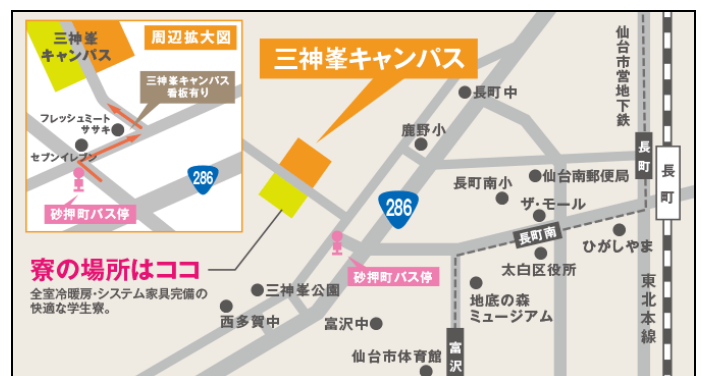 三神峯
キャンパス
周辺拡大図
三神峯キャンパス
看板有り
フレッシュミート
ササキ
セブンイレブン
286
砂押町バス停
三神峯キャンパス
長町中
鹿野小
仙台市営地下鉄
長町
長町
仙台南郵便局
長町南小
ザ・モール
286
長町南
ひがしやま
太白区役所
砂押町バス停
寮の場所はココ
全室冷暖房・システム家具完備の
快適な学生寮。
三神峯公園
西多賀中
富沢中
地底の森
ミュージアム
仙台市体育館
富沢
東北本線